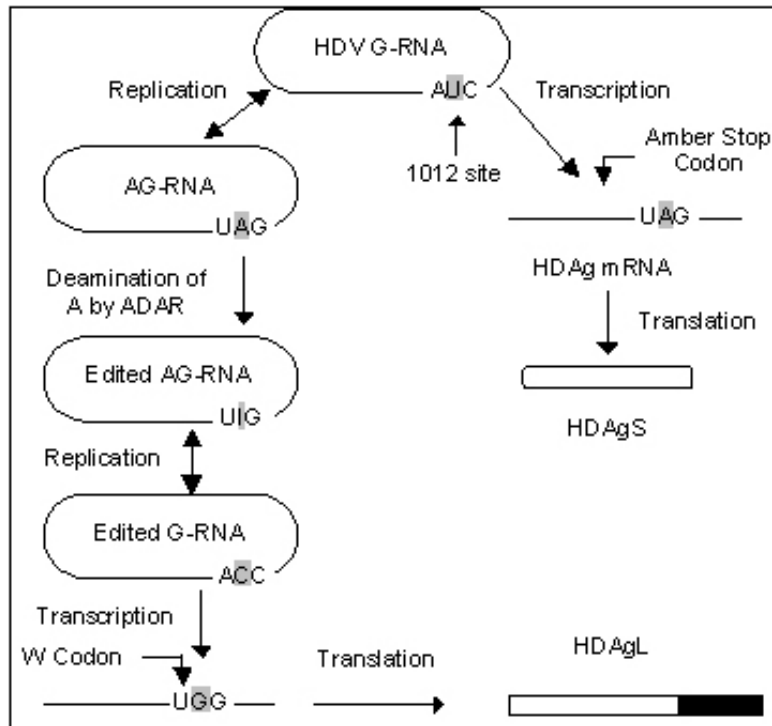 HDV G-RNA
AUC
Replication
Transcription
1012 site
Amber Stop
Codon
AG-RNA
UAG
UAG
HDAg mRNA
Deamination of
A by ADAR
Translation
Edited AG-RNA
UIG
HDAgS
Replication
Edited G-RNA
ACC
Transcription
W Codon
UGG
Translation
HDAgL